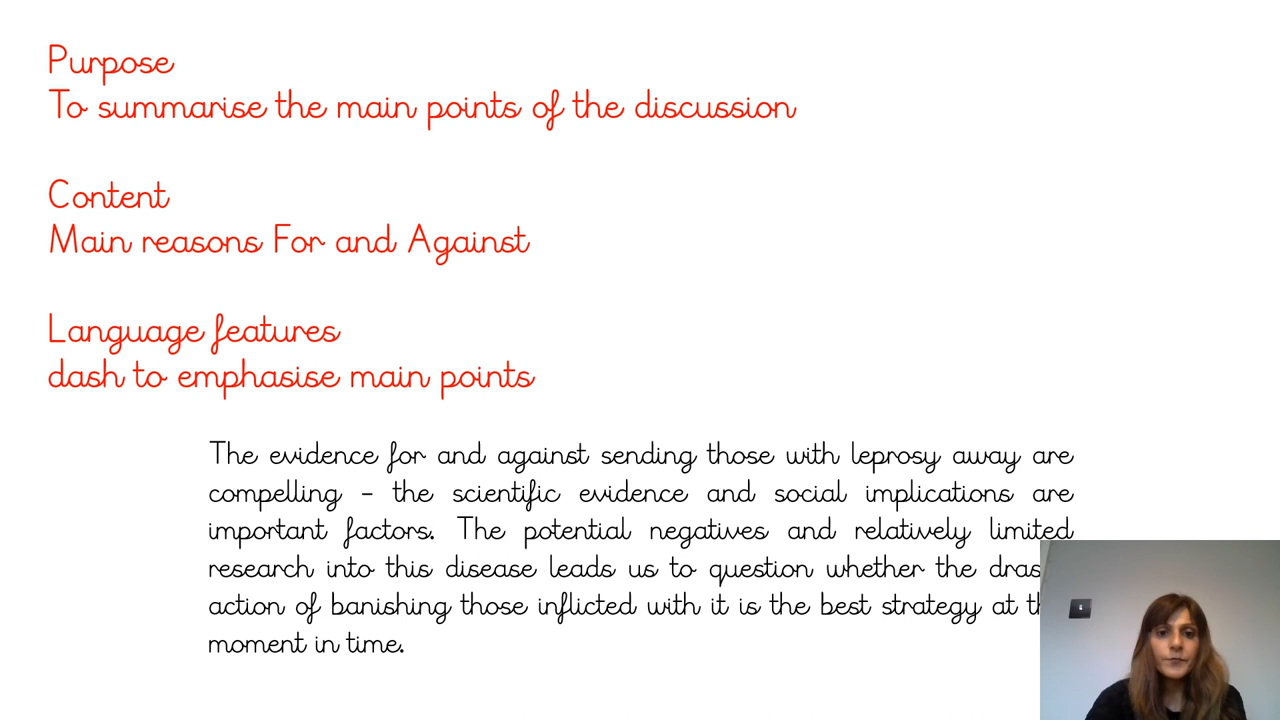 Purpose
To summarise the main points of the discussion
Content
Main reasons For and Against
Language features
dash to emphasise main points
The evidence for and against sending those with leprosy away are
compelling - the scientific evidence and social implications are
important factors. The potential negatives and relatively limited
research into this disease leads us to question whether the
action of banishing those inflicted with it is the best strategy at
moment in time.